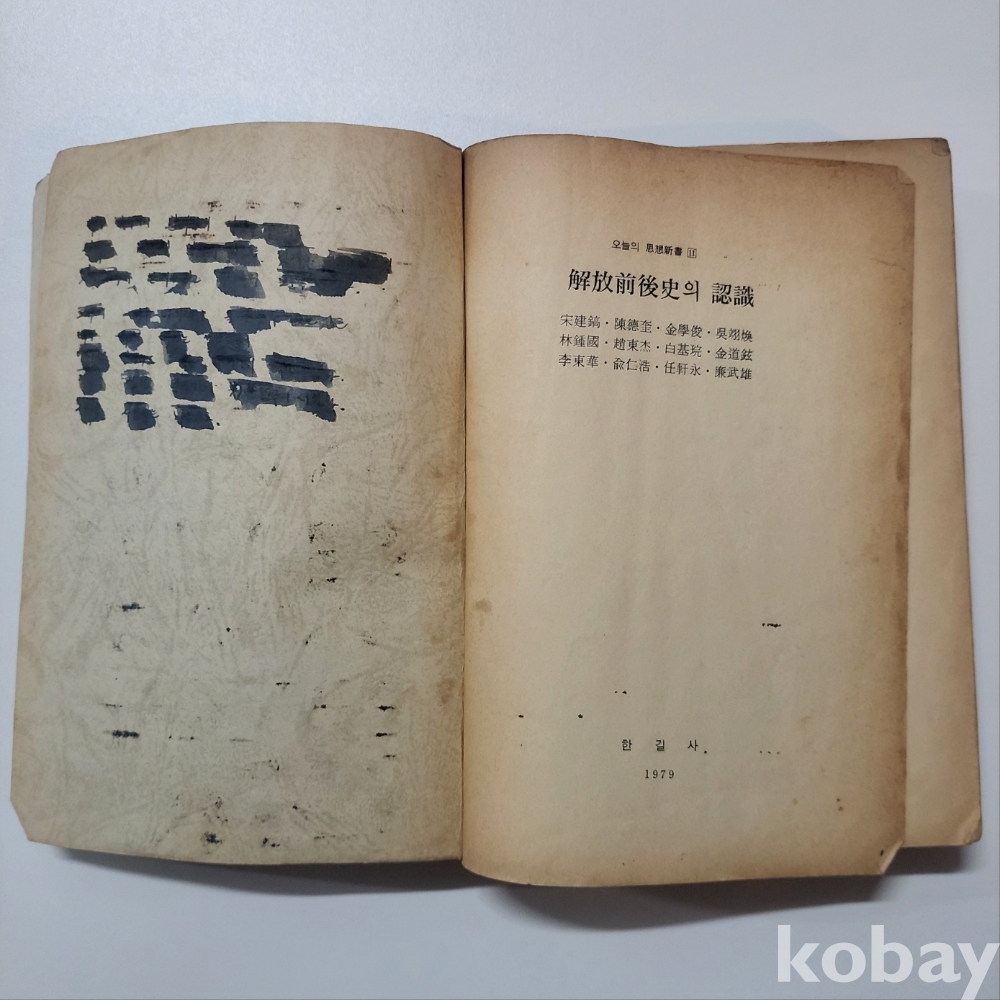 오늘의 思想新書 11
解放前後史의 認識
宋建鎬·陳德奎·金學俊·吳翊煥
林鍾國·趙東杰·白基琓·金道鉉
李東華·兪仁浩·任軒永·廉武雄
한길사
1979
kobay